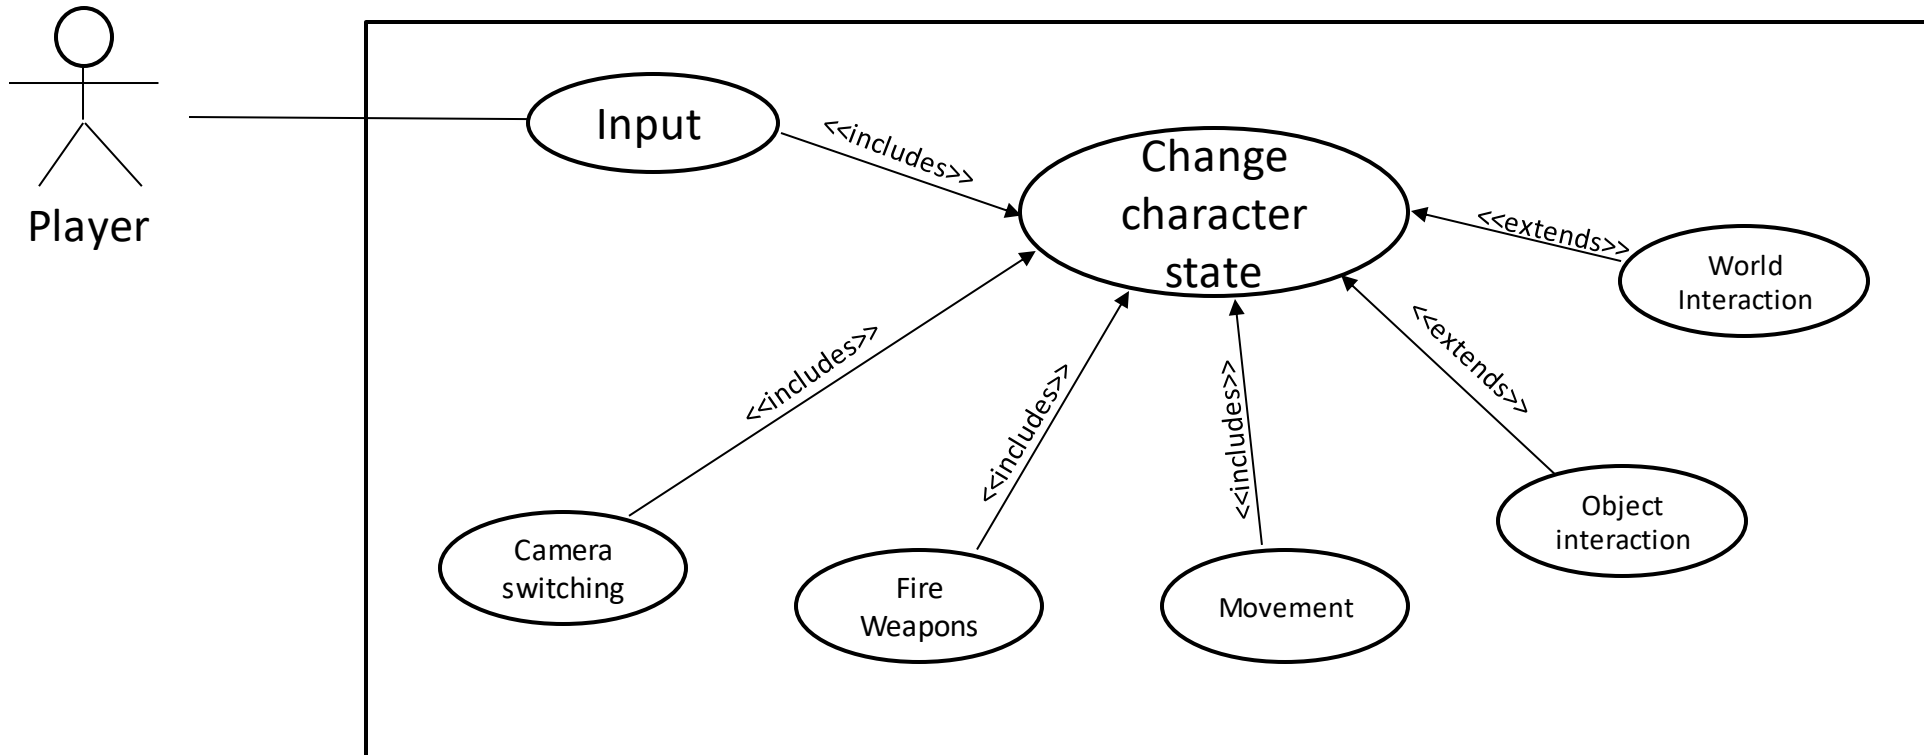 Player
Input
<<includes>>
Change
character
state
<<extends>>
World
Interaction
<<includes>>
<<includes>>
<<includes>>
<<extends>>
Camera
switching
Fire
Weapons
Movement
Object
interaction